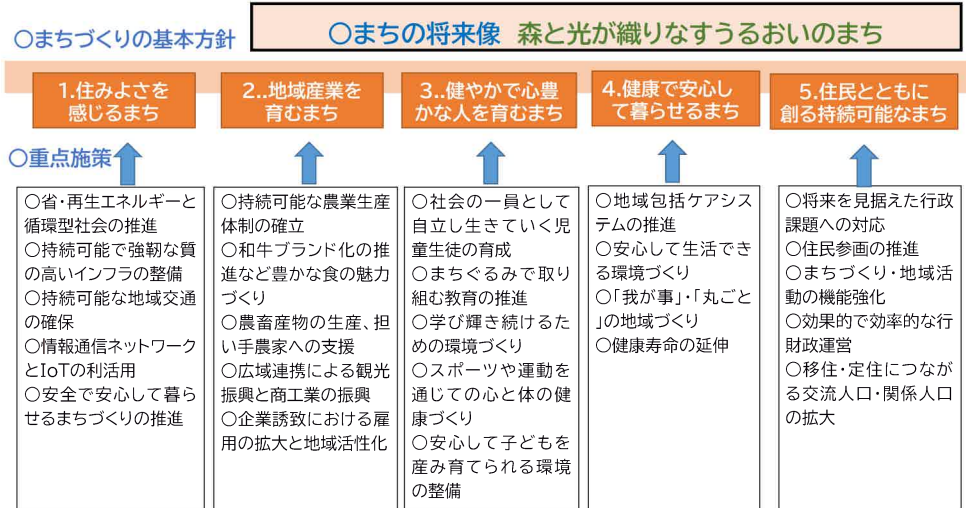 ○まちづくりの基本方針
○まちの将来像 森と光が織りなすうるおいのまち
1.住みよさを
感じるまち
2..地域産業を
育むまち
3..健やかで心豊
かな人を育むまち
4.健康で安心し
て暮らせるまち
5.住民とともに
創る持続可能なまち
○重点施策
○省・再生エネルギーと
循環型社会の推進
○持続可能で強靭な質
の高いインフラの整備
○持続可能な地域交通
の確保
○情報通信ネットワーク
とIoTの利活用
○安全で安心して暮ら
せるまちづくりの推進
○持続可能な農業生産
体制の確立
○和牛ブランド化の推
進など豊かな食の魅力
づくり
○農畜産物の生産、担
い手農家への支援
○広域連携による観光
振興と商工業の振興
○企業誘致における雇
用の拡大と地域活性化
○社会の一員として
自立し生きていく児
童生徒の育成
○まちぐるみで取り
組む教育の推進
○学び輝き続けるた
めの環境づくり
○スポーツや運動を
通じての心と体の健
康づくり
○安心して子どもを
産み育てられる環境
の整備
○地域包括ケアシス
テムの推進
○安心して生活でき
る環境づくり
○「我が事」・「丸ごと
」の地域づくり
○健康寿命の延伸
○将来を見据えた行政
課題への対応
○住民参画の推進
○まちづくり・地域活
動の機能強化
○効果的で効率的な行
財政運営
○移住・定住につなが
る交流人口・関係人口
の拡大